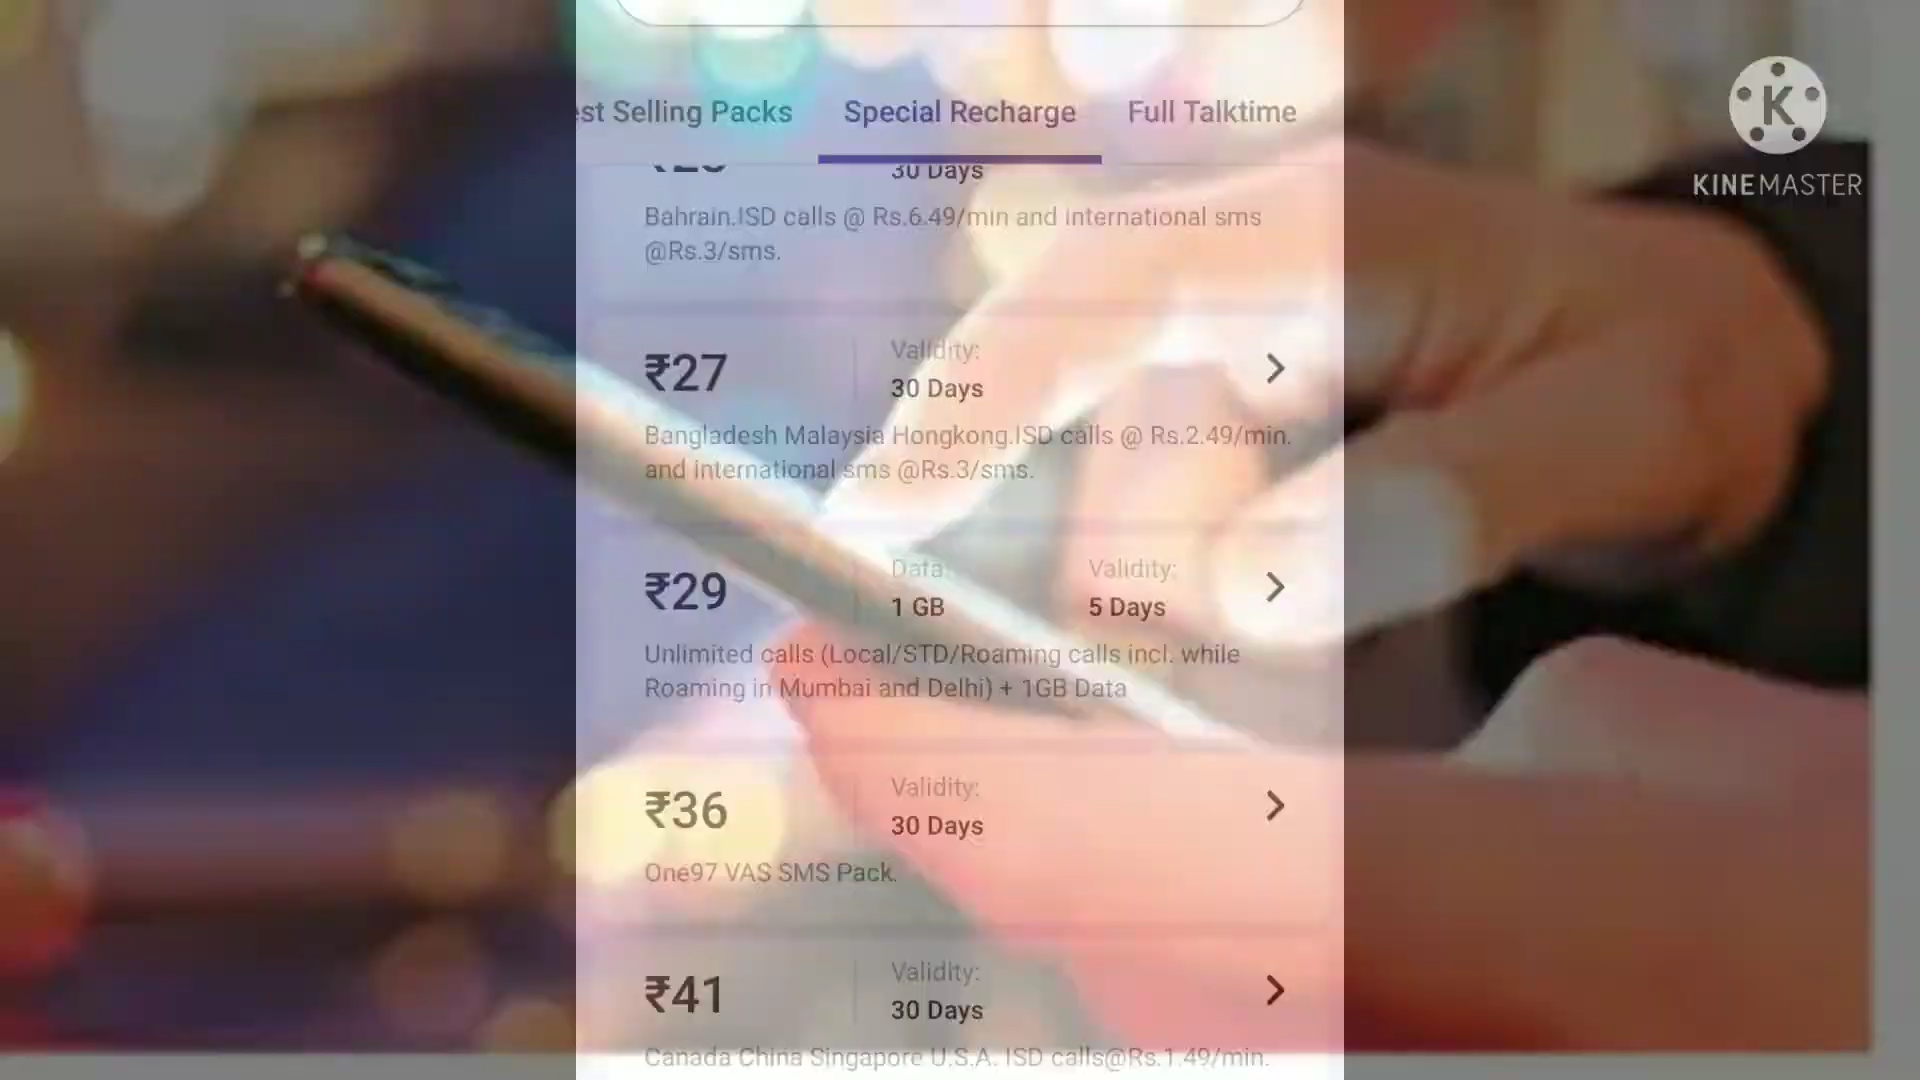 est Selling Packs Special Recharge Full Talktime
30 Days
Bahrain.ISD calls @ Rs.6.49/min and international sms
@Rs.3/sms.
₹27 Validity:
30 Days
Bangladesh Malaysia Hongkong.ISD calls @ Rs.2.49/min.
and international sms @Rs.3/sms.
₹29 Data: Validity:
1 GB 5 Days
Unlimited calls (Local/STD/Roaming calls incl. while
Roaming in Mumbai and Delhi) + 1GB Data
₹36 Validity:
30 Days
One97 VAS SMS Pack.
₹41 Validity:
30 Days
Canada China Singapore U.S.A. ISD calls@Rs.1.49/min.
K
KINEMASTER